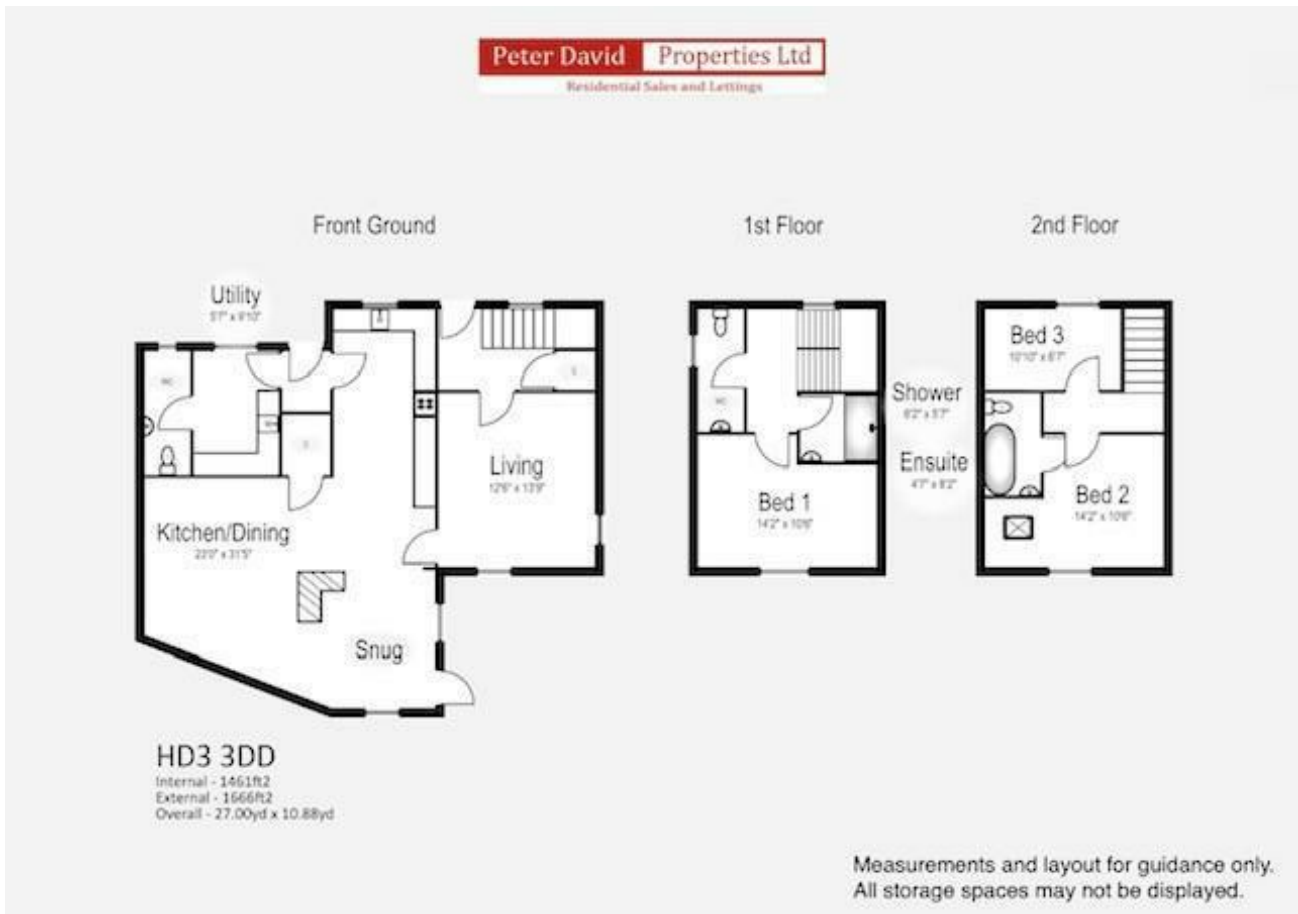 Peter David Properties Ltd
Residential Sales and Lettings
Front Ground
1st Floor
2nd Floor
Utility
5'7" x 9'10"
WC
Kitchen/Dining
Living
12'6" x 13'9"
Snug
WC
Bed 1
14'2" x 10'6"
Shower
6'2" x 5'7"
Ensuite
4'7" x 8'2"
Bed 3
10'10" x 6'7"
Bed 2
14'2" x 10'6"
HD3 3DD
Internal - 1461ft2
External - 1666ft2
Overall - 27.00yd x 10.88yd
Measurements and layout for guidance only.
All storage spaces may not be displayed.